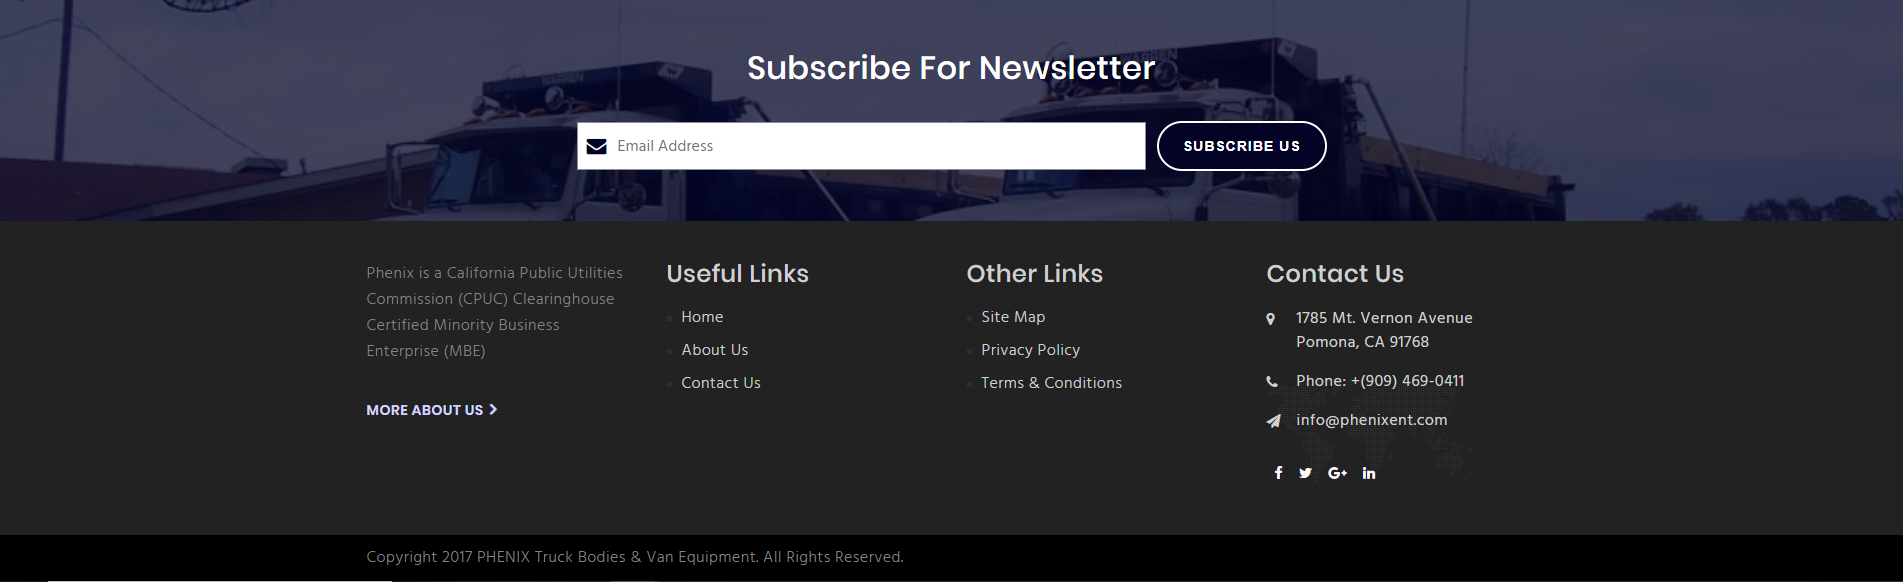 WARREN
WARREN
Subscribe For Newsletter
Email Address
SUBSCRIBE US
Phenix is a California Public Utilities
Commission (CPUC) Clearinghouse
Certified Minority Business
Enterprise (MBE)
MORE ABOUT US
Useful Links
Home
About Us
Contact Us
Other Links
Site Map
Privacy Policy
Terms & Conditions
Contact Us
1785 Mt. Vernon Avenue
Pomona, CA 91768
Phone: +(909) 469-0411
info@phenixent.com
Copyright 2017 PHENIX Truck Bodies & Van Equipment. All Rights Reserved.